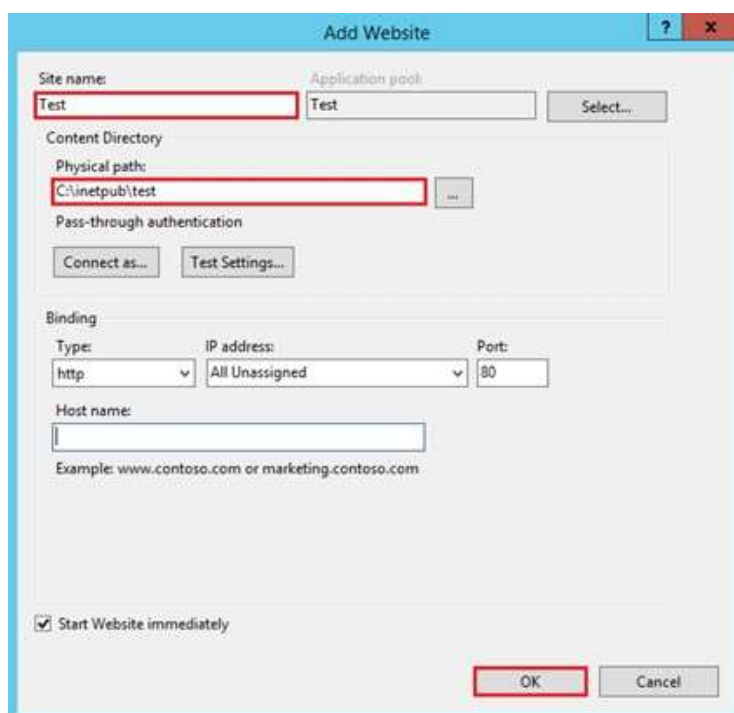 Add Website
? x
Site name: Application pool:
Test Test Select...
Content Directory
Physical path:
C:\inetpub\test ...
Pass-through authentication
Connect as... Test Settings...
Binding
Type: IP address: Port:
http All Unassigned 80
Host name:
Example: www.contoso.com or marketing.contoso.com
Start Website immediately
OK Cancel